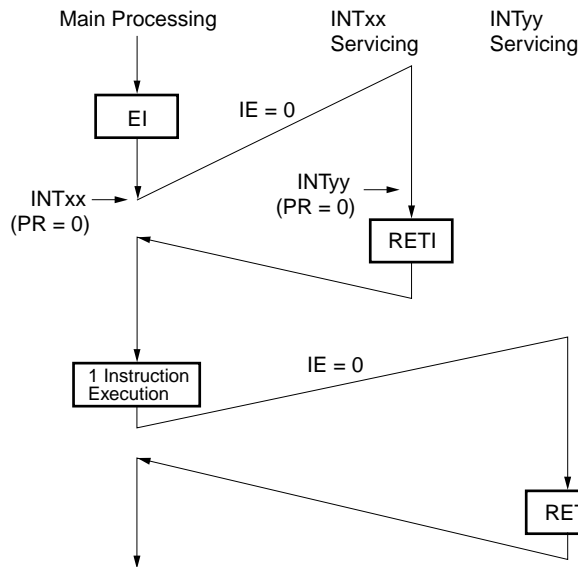 Main Processing
INTxx
Servicing
INTyy
Servicing
EI
IE = 0
INTxx
(PR = 0)
INTyy
(PR = 0)
RETI
1 Instruction
Execution
IE = 0